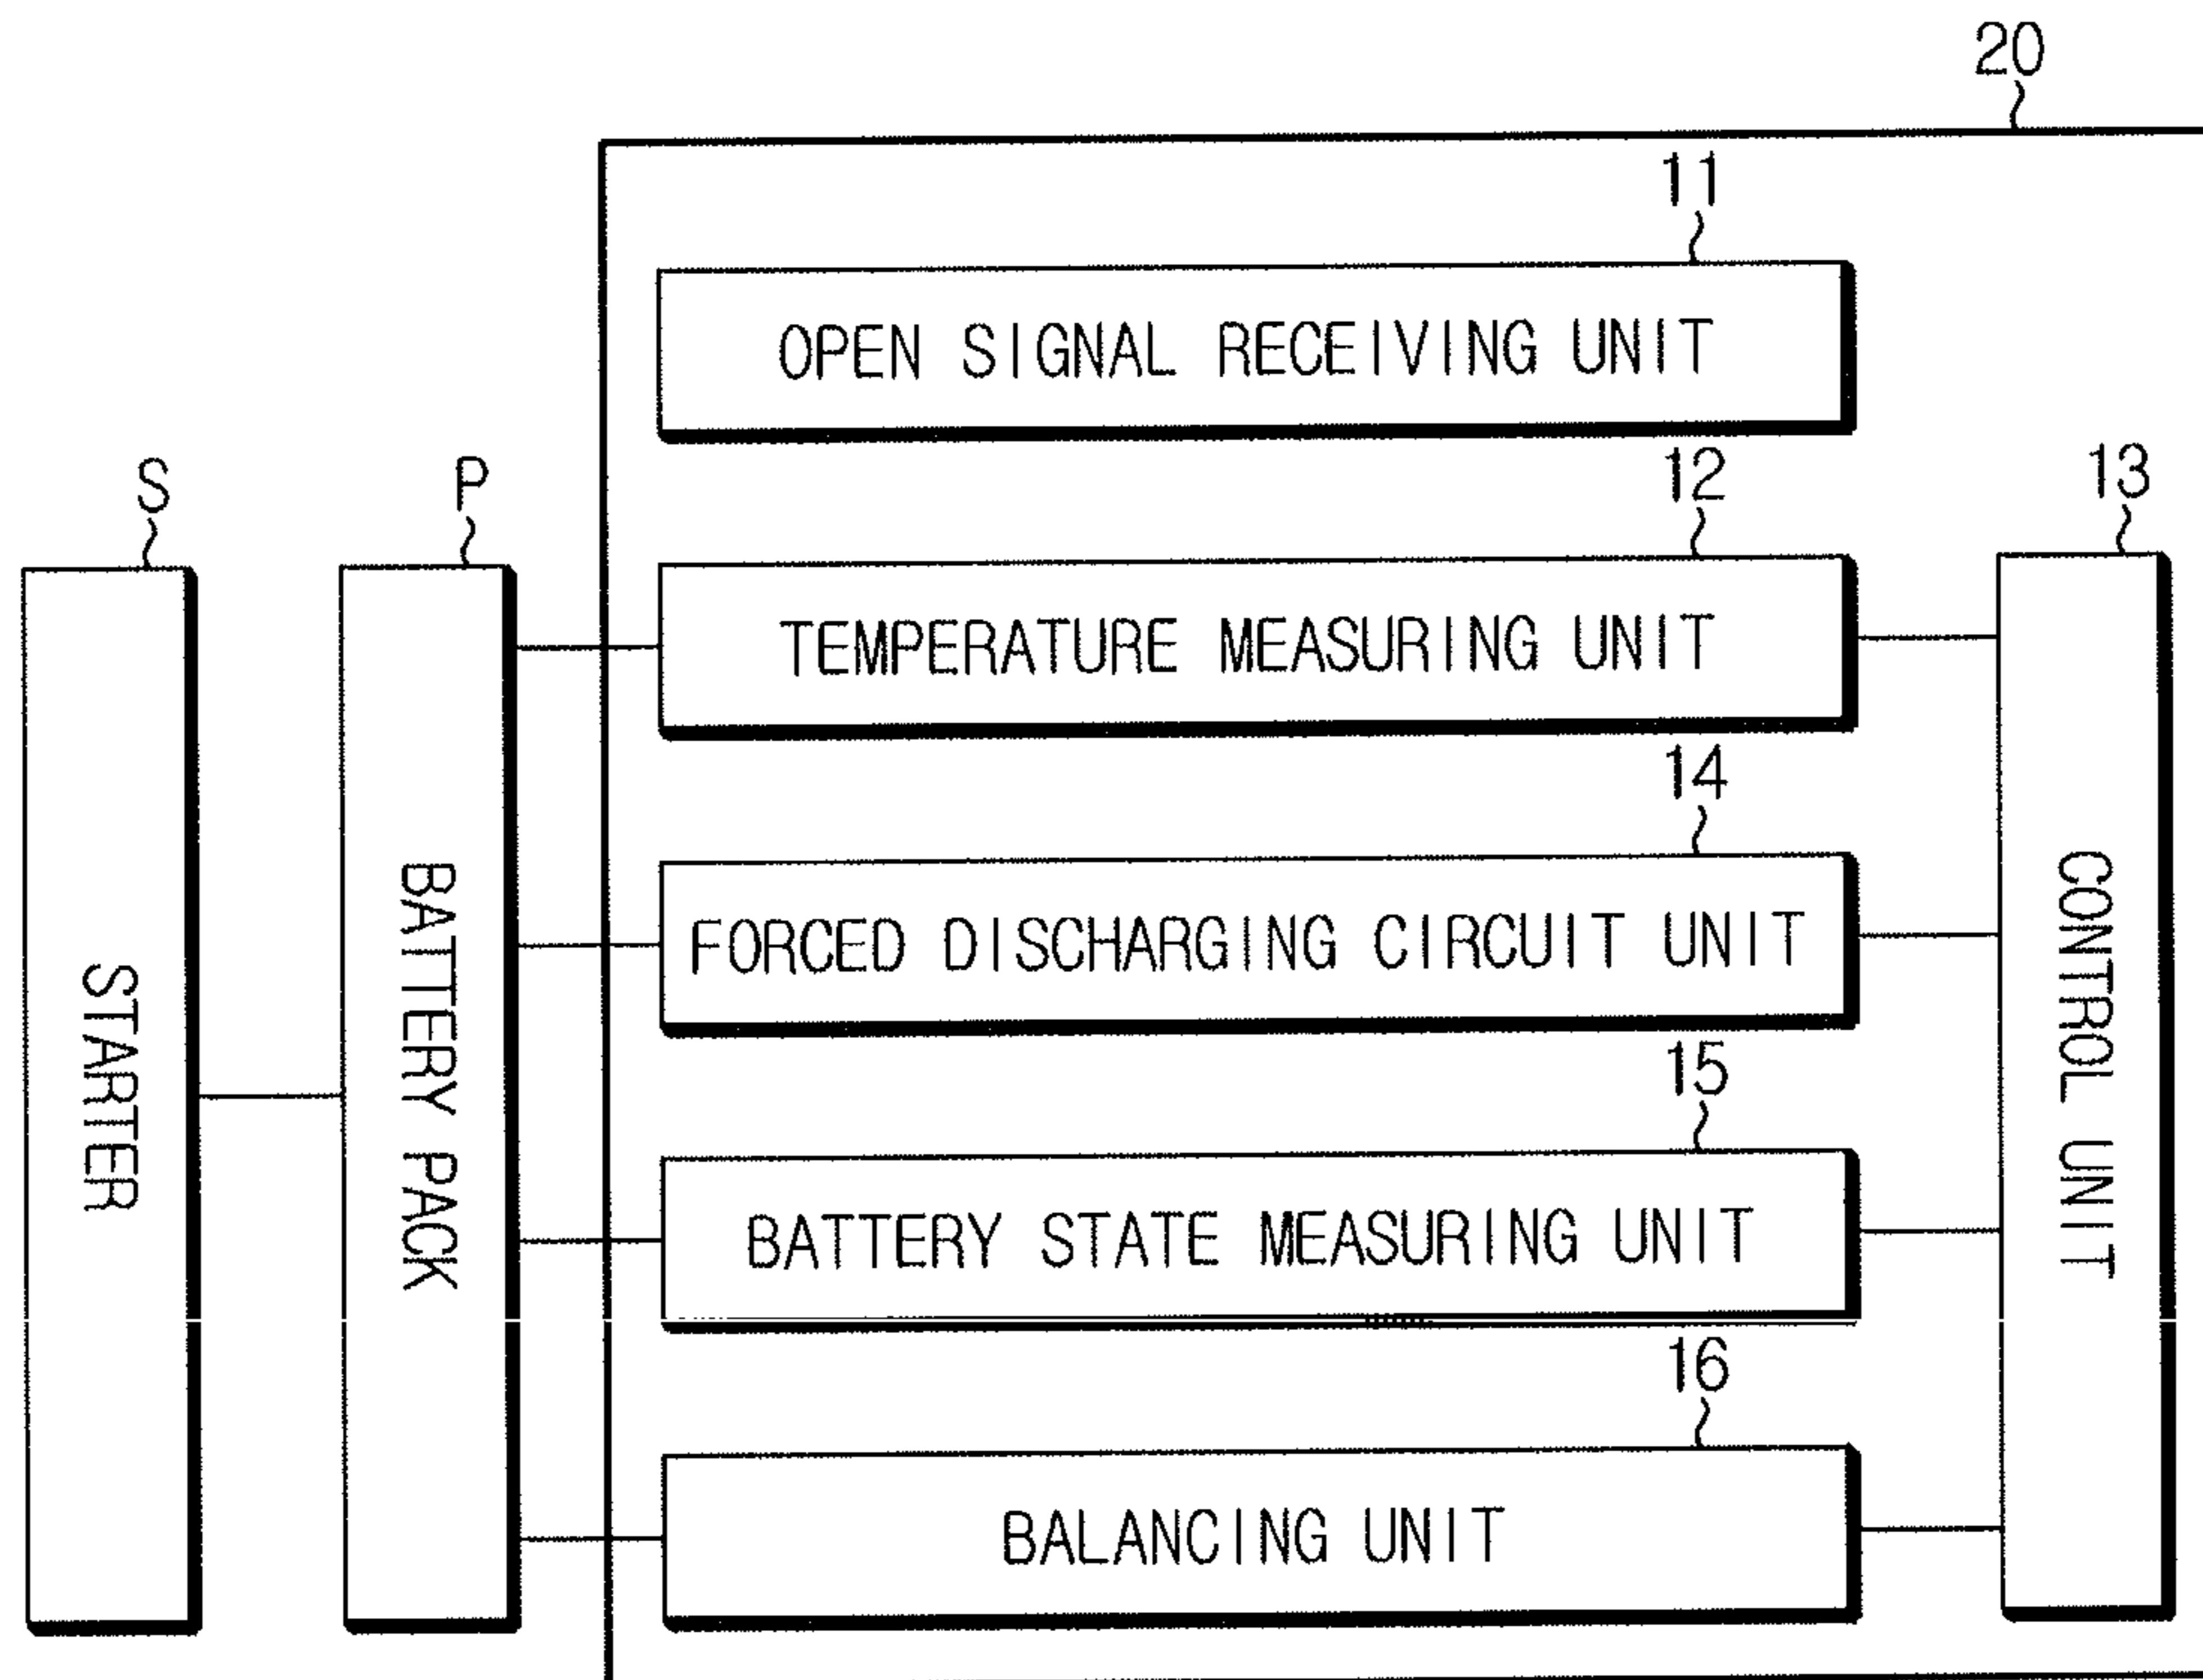 20
11
OPEN SIGNAL RECEIVING UNIT
S
P
12
13
TEMPERATURE MEASURING UNIT
14
FORCED DISCHARGING CIRCUIT UNIT
STARTER
BATTERY PACK
CONTROL UNIT
15
BATTERY STATE MEASURING UNIT
16
BALANCING UNIT